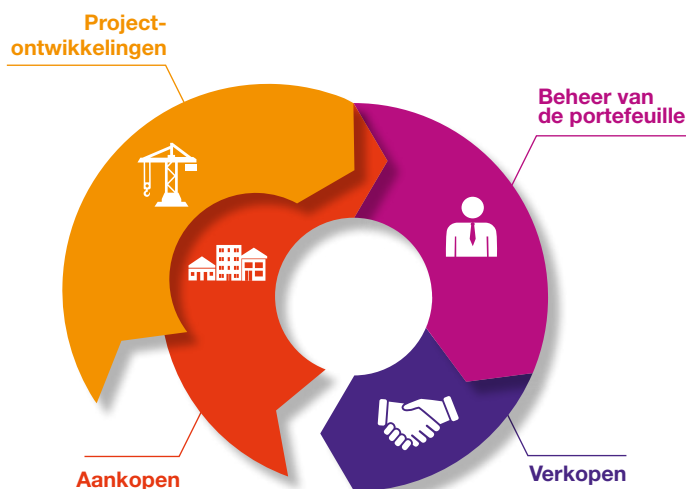 Project-
ontwikkelingen
Beheer van
de portefeuille
Aankopen
Verkopen